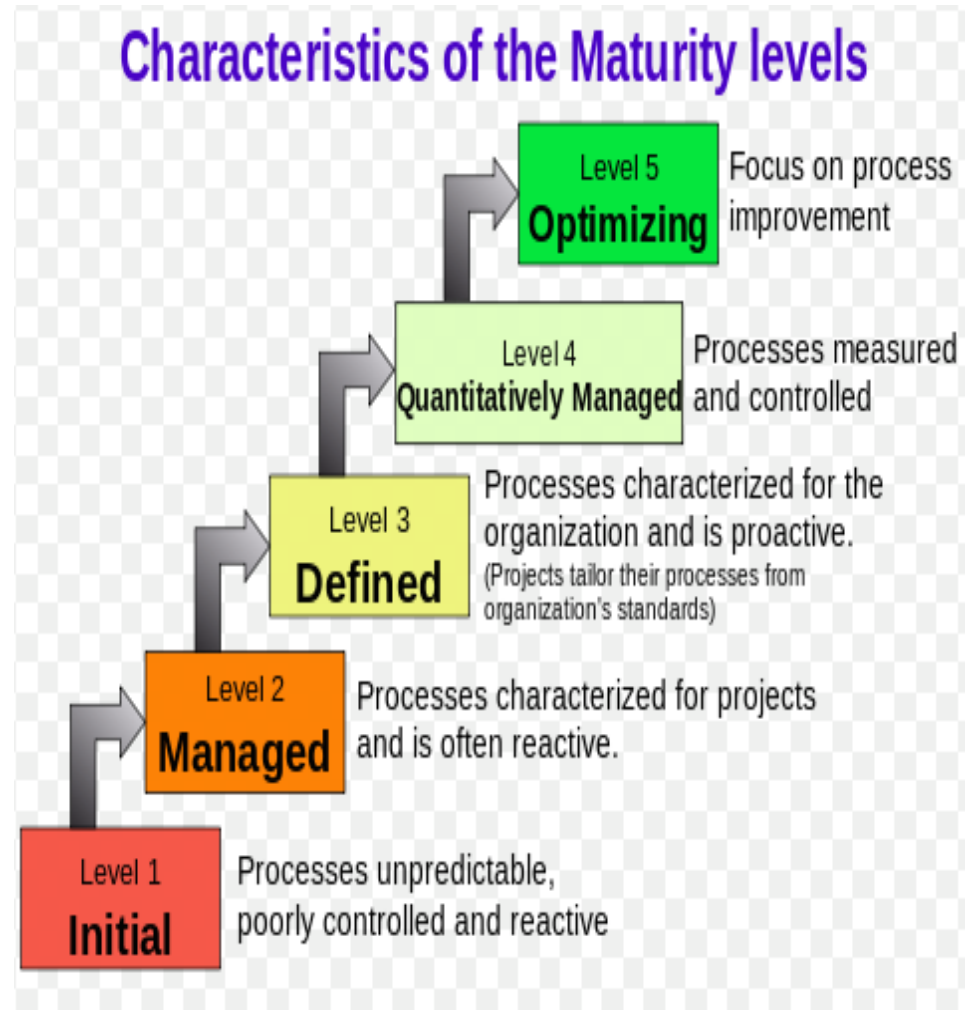 Characteristics of the Maturity levels
Level 5
Optimizing
Focus on process
improvement
Level 4
Quantitatively Managed
Processes measured
and controlled
Level 3
Defined
Processes characterized for the
organization and is proactive.
(Projects tailor their processes from
organization's standards)
Level 2
Managed
Processes characterized for projects
and is often reactive.
Level 1
Initial
Processes unpredictable,
poorly controlled and reactive